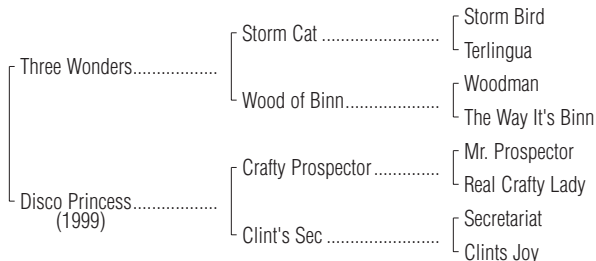 Storm Bird
Storm Cat ........................
Terlingua
Three Wonders.................
Woodman
Wood of Binn...................
The Way It's Binn
Mr. Prospector
Crafty Prospector .............
Real Crafty Lady
Disco Princess.................
(1999)
Secretariat
Clint's Sec .......................
Clints Joy